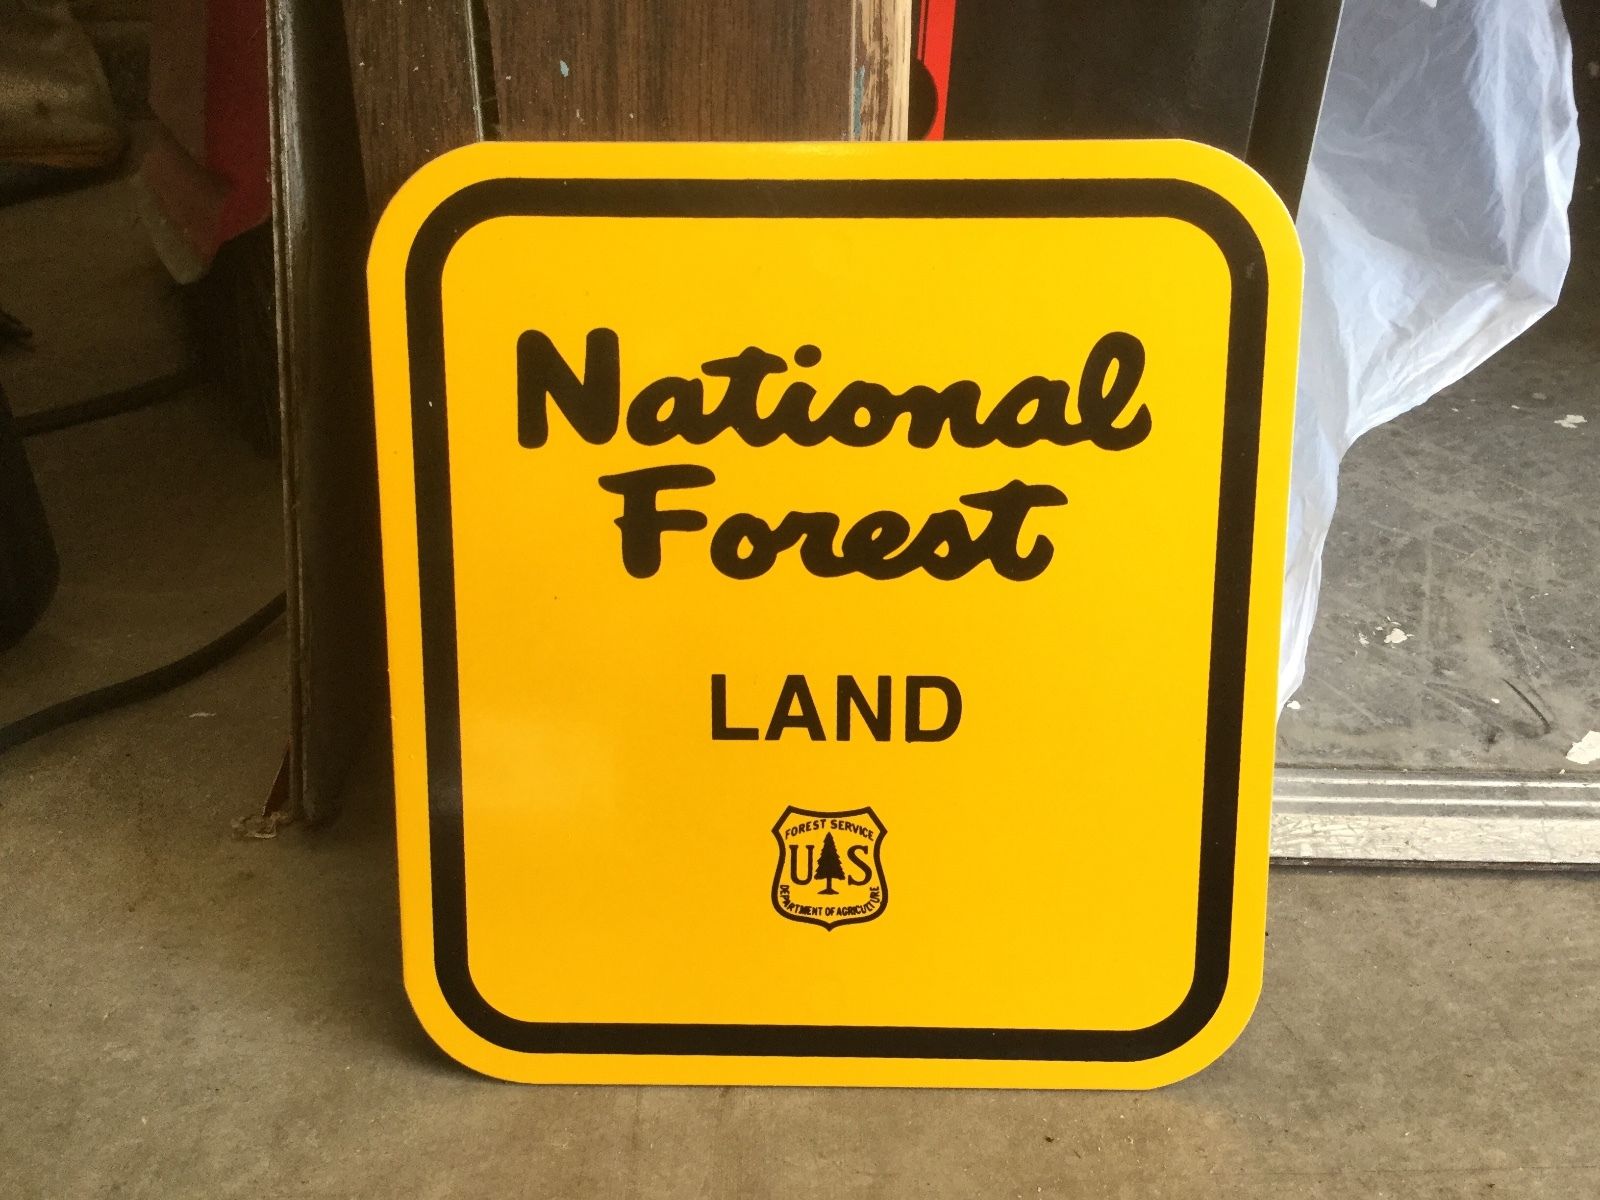 National
Forest
LAND
FOREST SERVICE
U S
DEPARTMENT OF AGRICULTURE